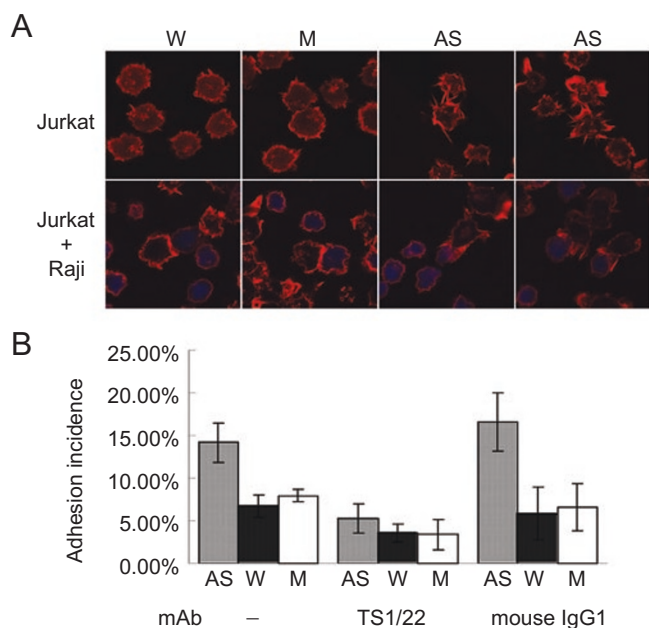 A
W M AS AS
Jurkat
Jurkat
+
Raji
B
Adhesion incidence
25.00%
20.00%
15.00%
10.00%
5.00%
0.00%
AS W M AS W M AS W M
mAb – TS1/22 mouse IgG1